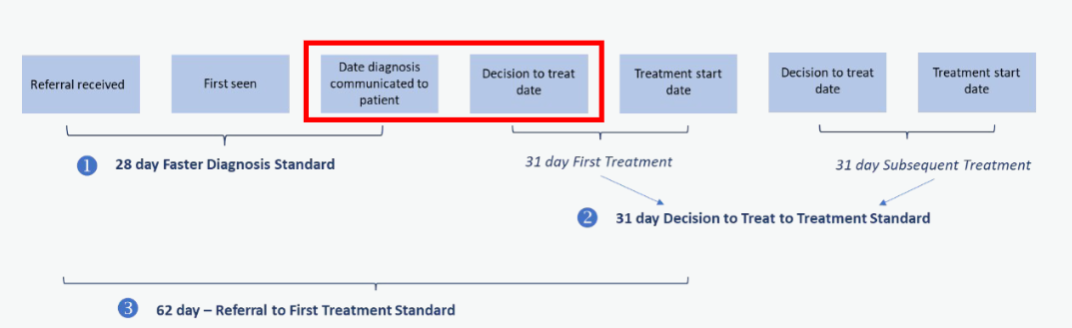 Referral received
First seen
Date diagnosis
communicated to
patient
Decision to treat
date
Treatment start
date
Decision to treat
date
Treatment start
date
1 28 day Faster Diagnosis Standard
31 day First Treatment
31 day Subsequent Treatment
2 31 day Decision to Treat to Treatment Standard
3 62 day – Referral to First Treatment Standard